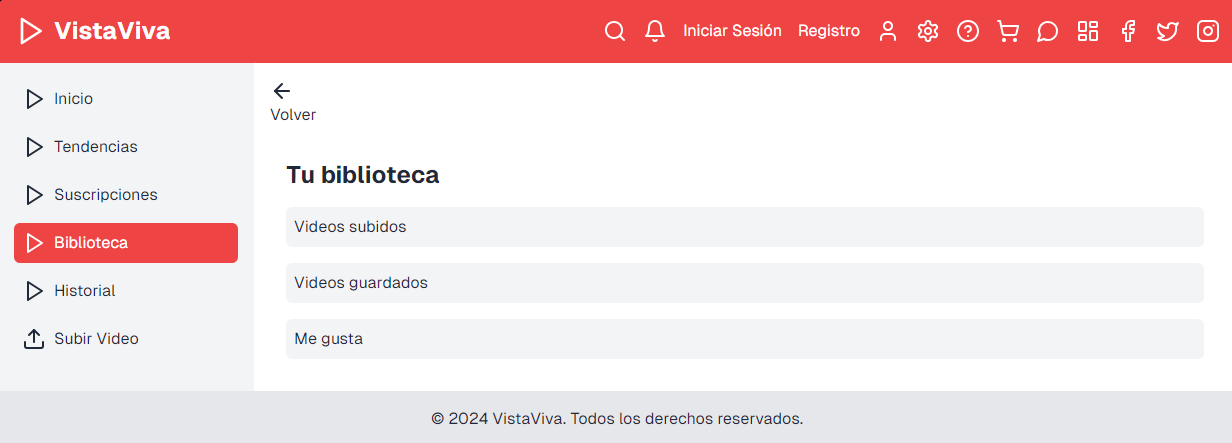 VistaViva
Iniciar Sesión Registro
Inicio
Tendencias
Suscripciones
Biblioteca
Historial
Subir Video
Volver
Tu biblioteca
Videos subidos
Videos guardados
Me gusta
© 2024 VistaViva. Todos los derechos reservados.